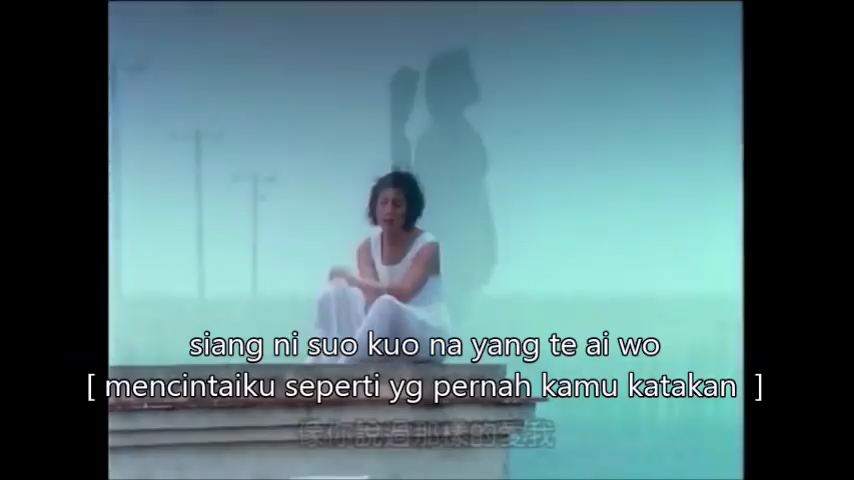 siang ni suo kuo na yang te ai wo
[ mencintaiku seperti yg pernah kamu katakan ]
像你說過那樣的愛我